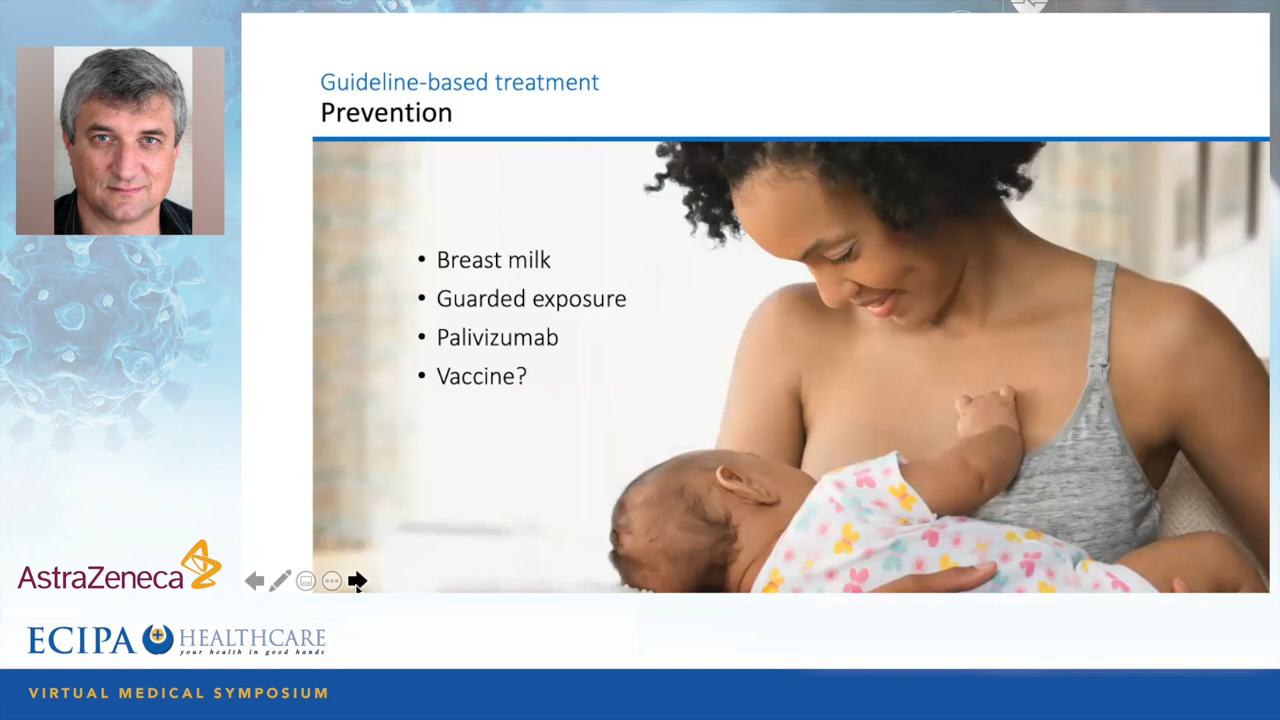 Guideline-based treatment
Prevention
• Breast milk
• Guarded exposure
• Palivizumab
• Vaccine?
AstraZeneca
ECIPA HEALTHCARE
your health in good hands
VIRTUAL MEDICAL SYMPOSIUM